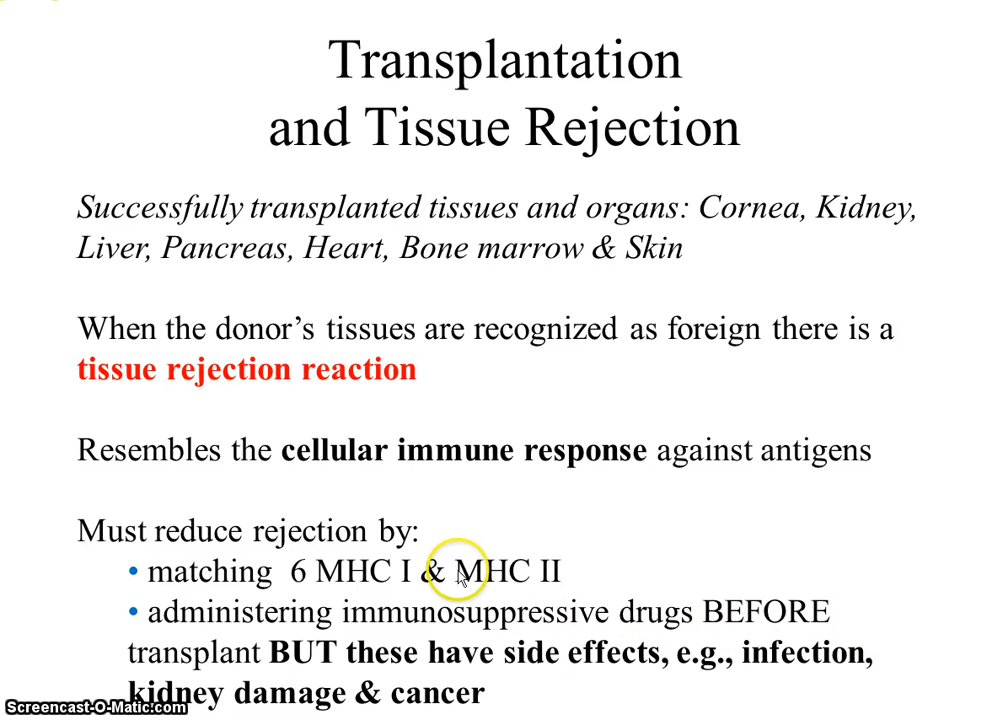 Transplantation
and Tissue Rejection
Successfully transplanted tissues and organs: Cornea, Kidney,
Liver, Pancreas, Heart, Bone marrow & Skin
When the donor’s tissues are recognized as foreign there is a
tissue rejection reaction
Resembles the cellular immune response against antigens
Must reduce rejection by:
• matching 6 MHC I & MHC II
• administering immunosuppressive drugs BEFORE
transplant BUT these have side effects, e.g., infection,
kidney damage & cancer
Screencast-O-Matic.com